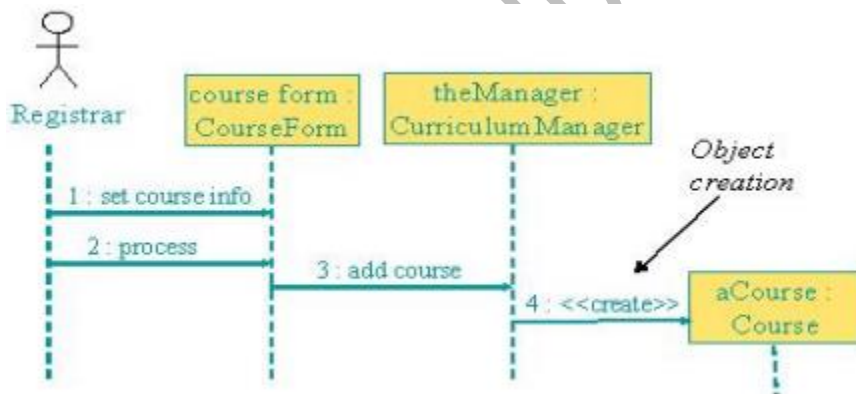 Registrar
course form :
CourseForm
theManager :
CurriculumManager
Object
creation
1 : set course info
2 : process
3 : add course
4 : <<create>>
aCourse :
Course